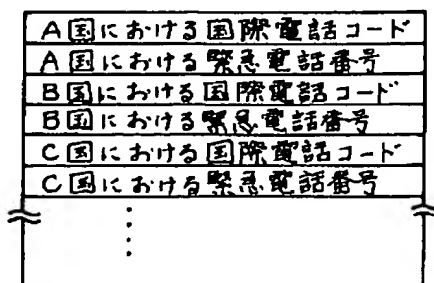 A国における国際電話コード
A国における緊急電話番号
B国における国際電話コード
B国における緊急電話番号
C国における国際電話コード
C国における緊急電話番号